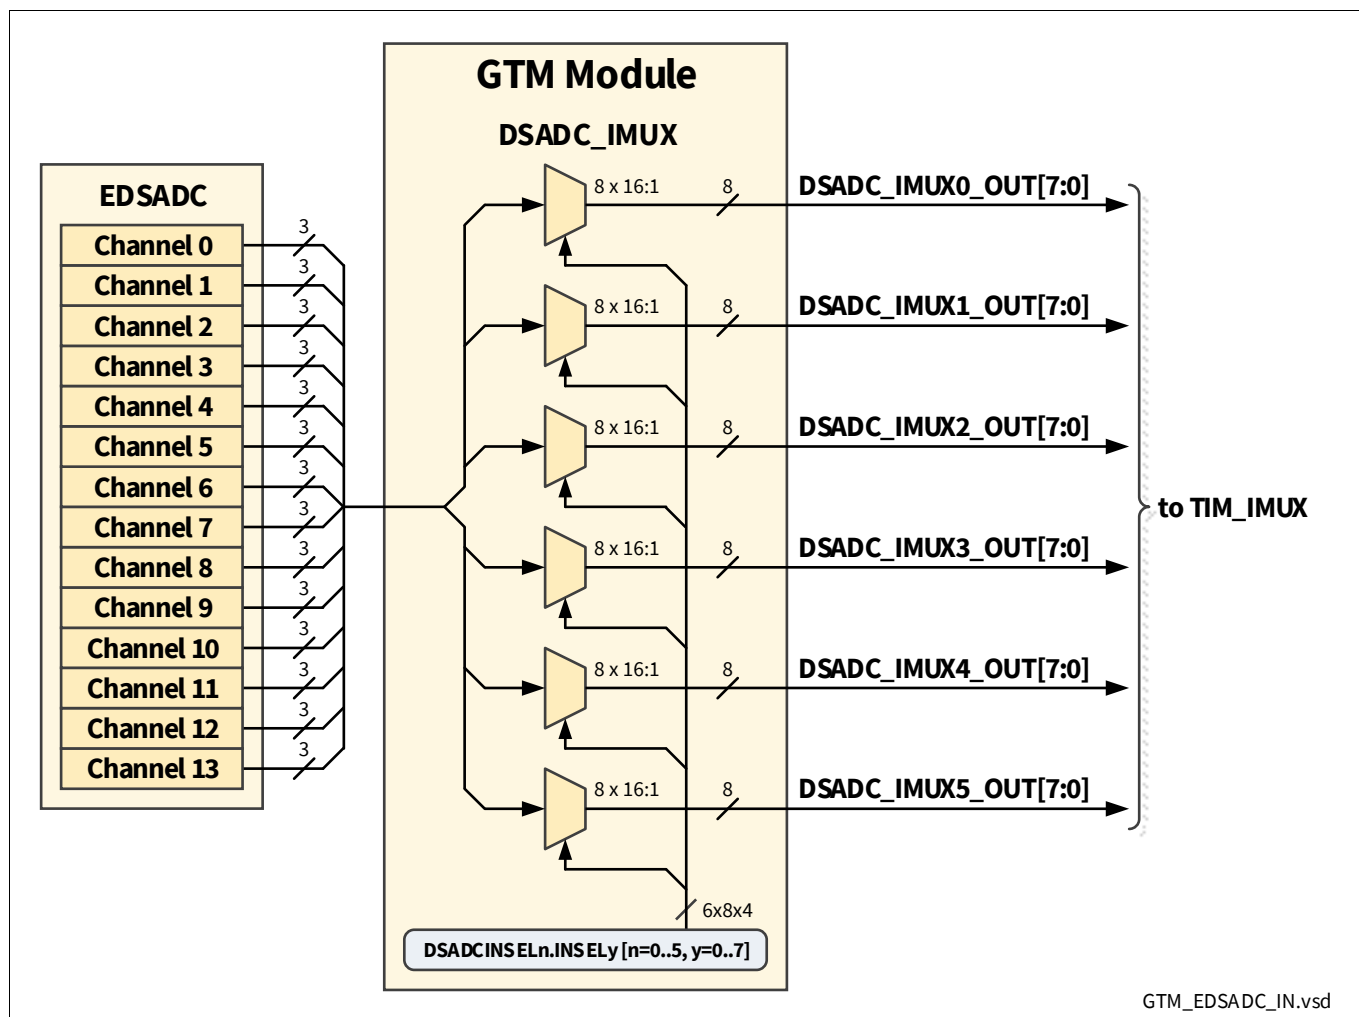 GTM Module
DSADC_IMUX
EDSADC
Channel 0
3
Channel 1
3
Channel 2
3
Channel 3
3
Channel 4
3
Channel 5
3
Channel 6
3
Channel 7
3
Channel 8
3
Channel 9
3
Channel 10
3
Channel 11
3
Channel 12
3
Channel 13
3
8 x 16:1
8
DSADC_IMUX0_OUT[7:0]
8 x 16:1
8
DSADC_IMUX1_OUT[7:0]
8 x 16:1
8
DSADC_IMUX2_OUT[7:0]
8 x 16:1
8
DSADC_IMUX3_OUT[7:0]
8 x 16:1
8
DSADC_IMUX4_OUT[7:0]
8 x 16:1
8
DSADC_IMUX5_OUT[7:0]
to TIM_IMUX
6x8x4
DSADCINSELn.INSELy [n=0..5, y=0..7]
GTM_EDSADC_IN.vsd